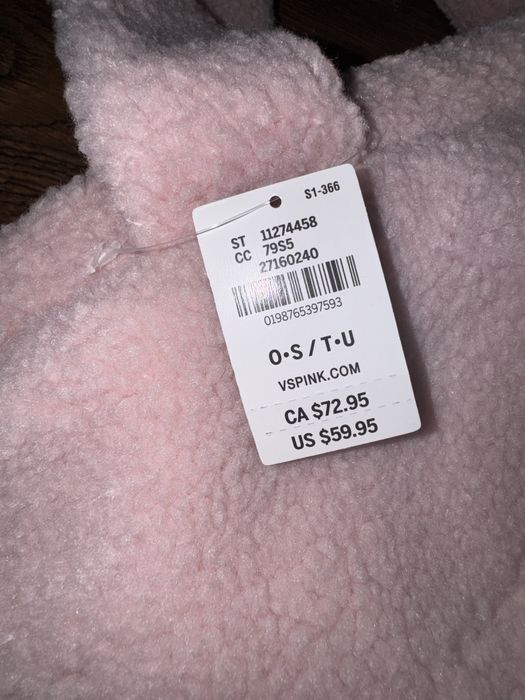 S1-366
ST 11274458
CC 79S5
27160240
0198765397593
O•S / T•U
VSPINK.COM
CA $72.95
US $59.95